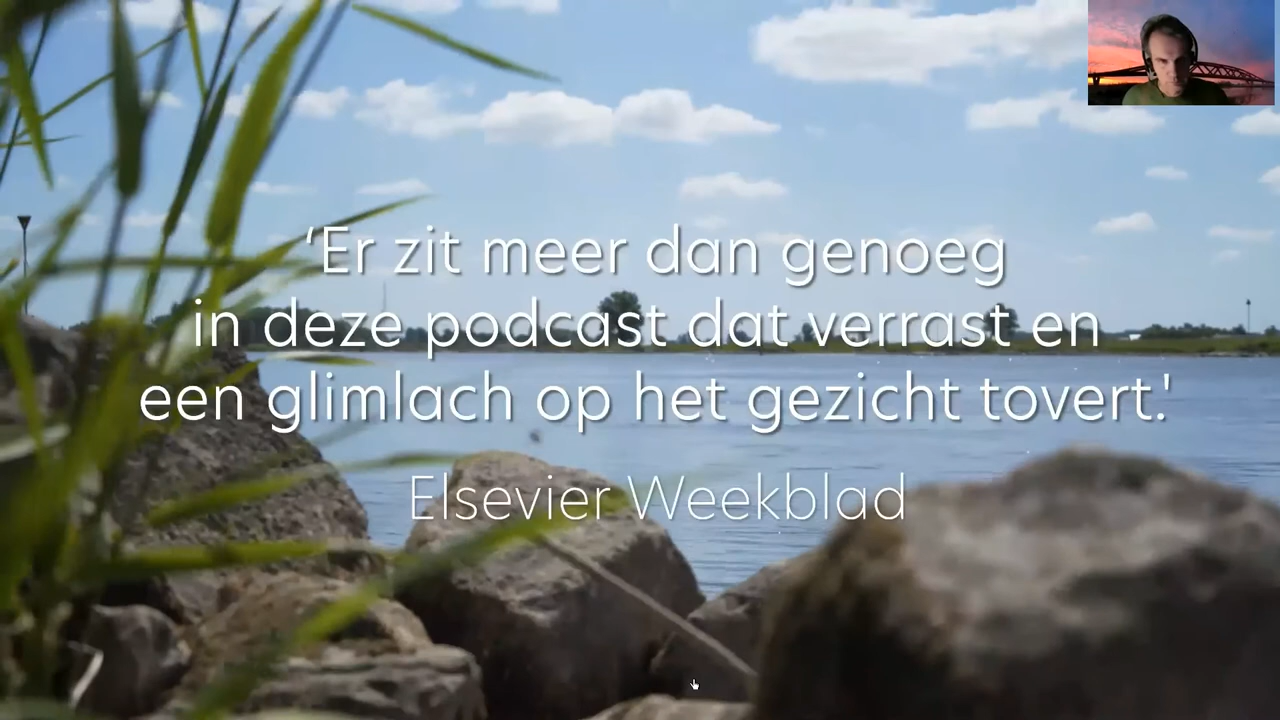 ‘Er zit meer dan genoeg
in deze podcast dat verrast en
een glimlach op het gezicht tovert.'
Elsevier Weekblad